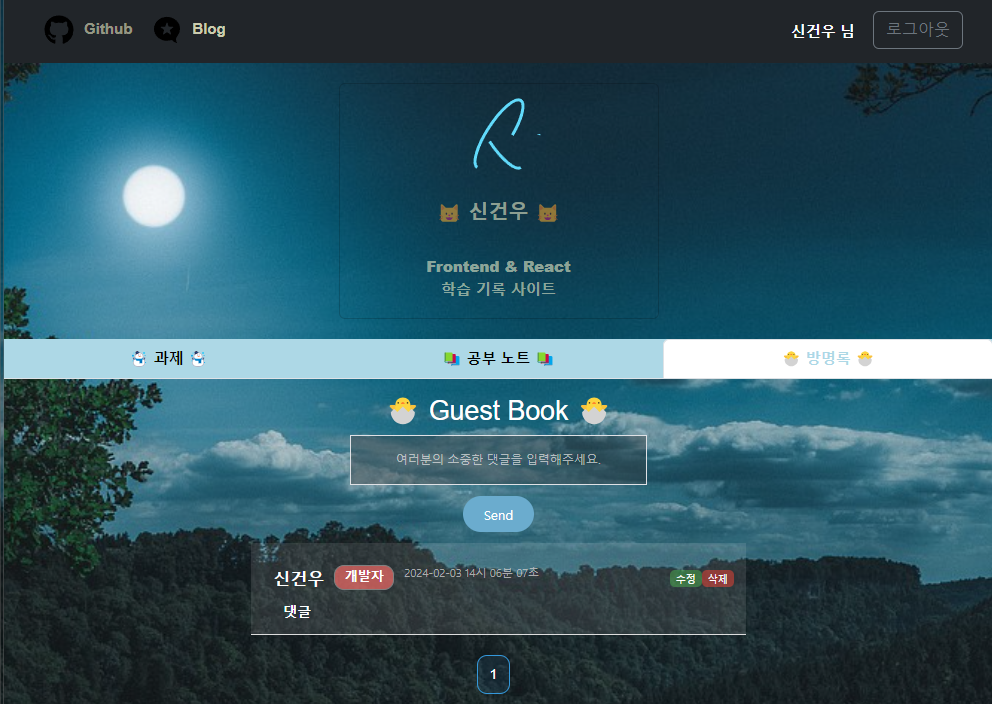 Github
Blog
신건우 님
로그아웃
R
신건우
Frontend & React
학습 기록 사이트
과제
공부 노트
방명록
Guest Book
여러분의 소중한 댓글을 입력해주세요.
Send
신건우 개발자 2024-02-03 14시 06분 07초 수정 삭제
댓글
1